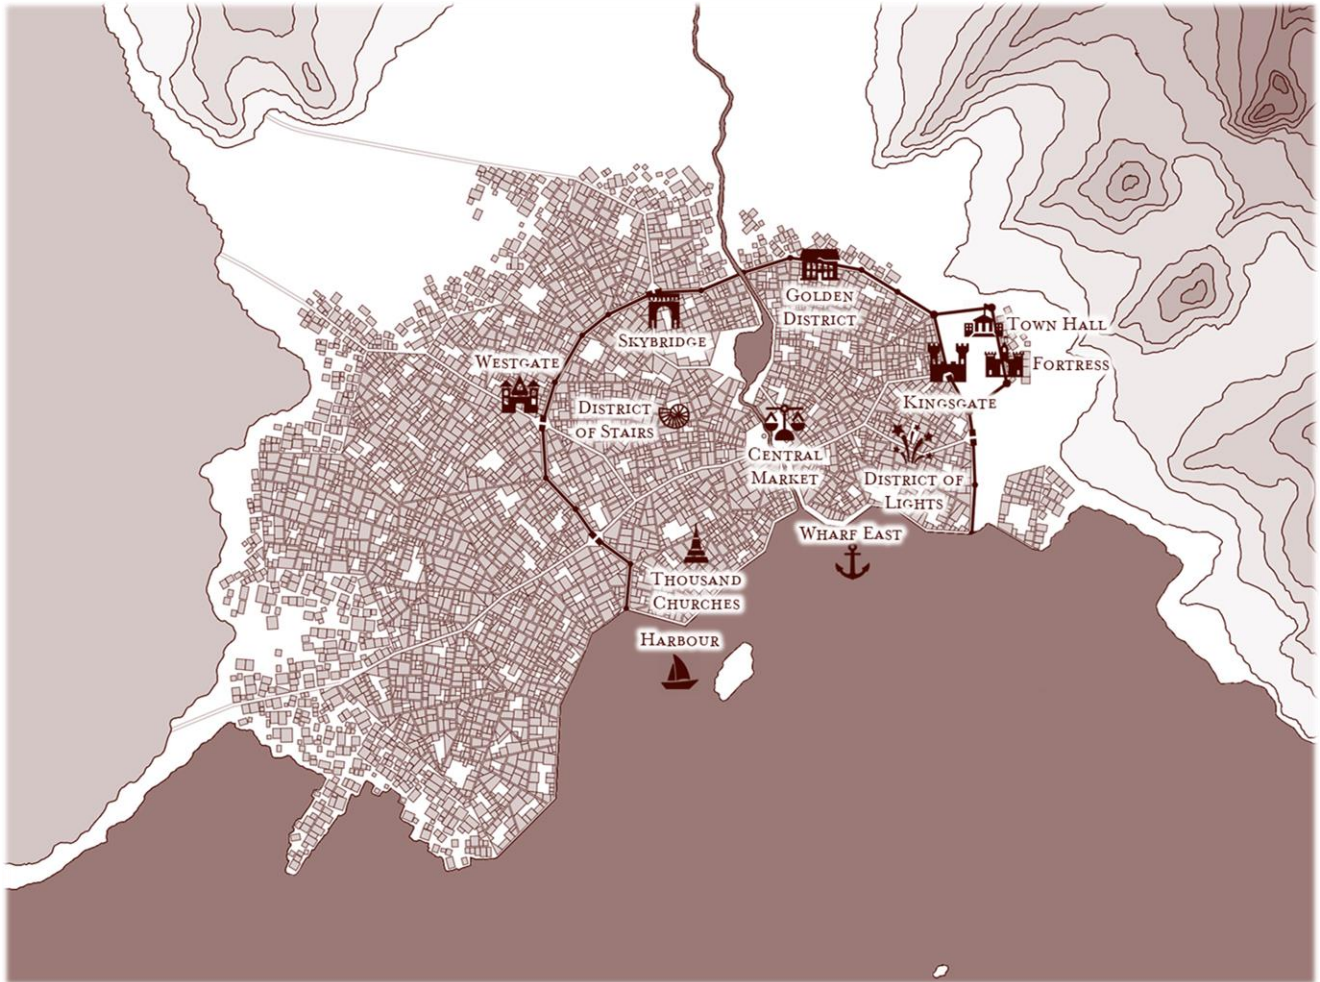 Golden
District
Town Hall
Skybridge
Westgate
Fortress
Kingsgate
District
of Stairs
Central
Market
District of
Lights
Wharf East
Thousand
Churches
Harbour